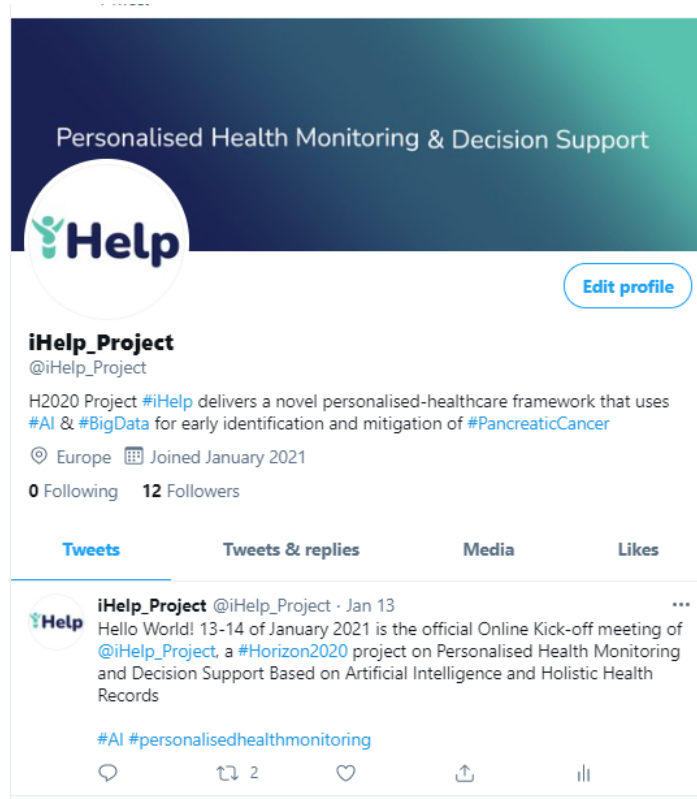 Personalised Health Monitoring & Decision Support
Help
Edit profile
iHelp_Project
@iHelp_Project
H2020 Project #iHelp delivers a novel personalised-healthcare framework that uses
#AI & #BigData for early identification and mitigation of #PancreaticCancer
Europe Joined January 2021
0 Following 12 Followers
Tweets Tweets & replies Media Likes
iHelp_Project @iHelp_Project · Jan 13 ...
Help
Hello World! 13-14 of January 2021 is the official Online Kick-off meeting of
@iHelp_Project, a #Horizon2020 project on Personalised Health Monitoring
and Decision Support Based on Artificial Intelligence and Holistic Health
Records
#AI #personalisedhealthmonitoring
2